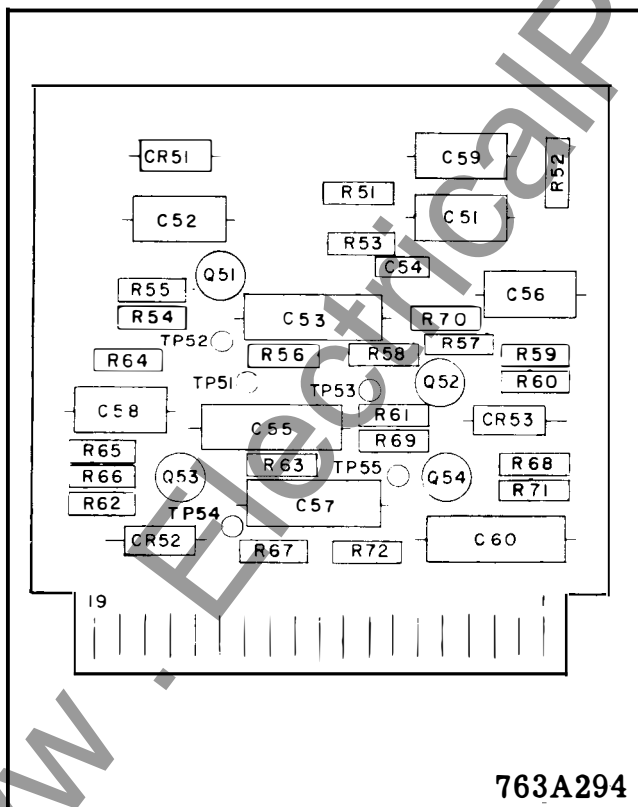 CR51
C59
R52
R51
C52
C51
R53
C54
Q51
R55
C56
R54
C53
R70
TP52
R57
R64
R56
R58
R59
TP51
TP53
Q52
R60
C58
R61
CR53
C55
R69
R65
R63
TP55
R68
R66
Q53
Q54
R71
R62
C57
TP54
CR52
R67
R72
C60
19
1
763A294
w.ElectricalP